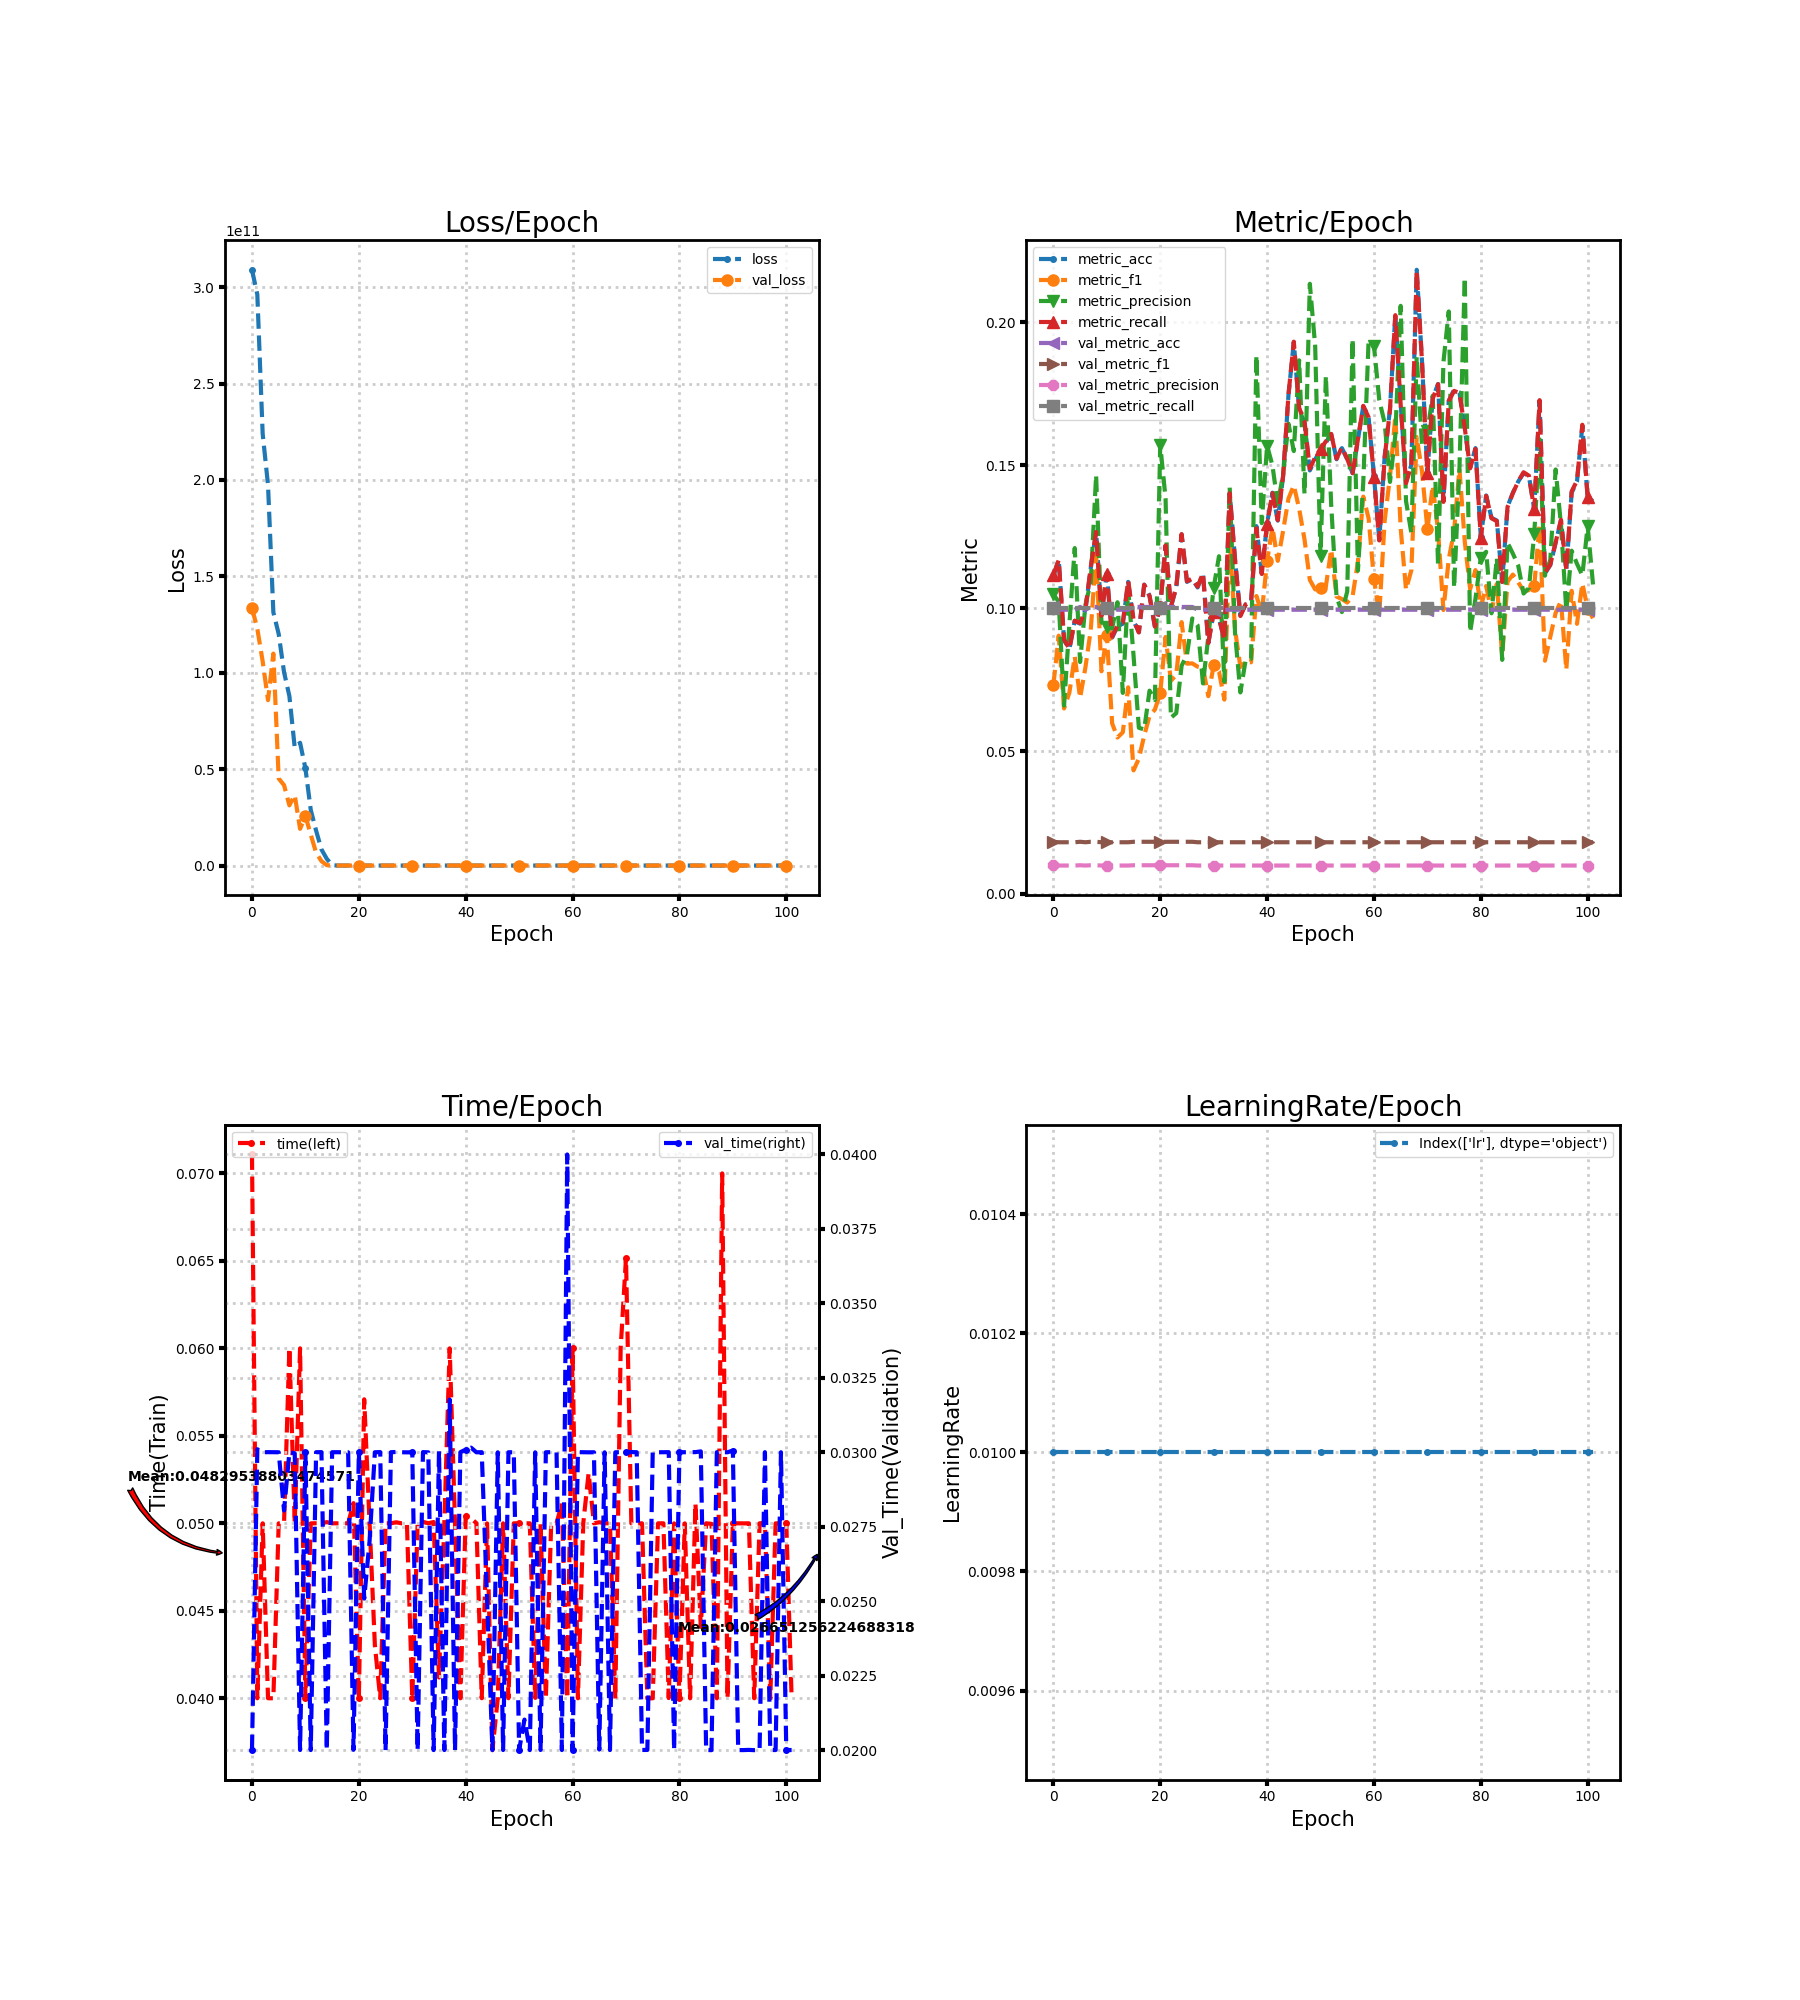 Loss/Epoch
1e11
loss
val_loss
3.0
2.5
2.0
1.5
1.0
0.5
0.0
Loss
0 20 40 60 80 100
Epoch
Metric/Epoch
metric_acc
metric_f1
metric_precision
metric_recall
val_metric_acc
val_metric_f1
val_metric_precision
val_metric_recall
0.20
0.15
0.10
0.05
0.00
Metric
0 20 40 60 80 100
Epoch
Time/Epoch
time(left)
val_time(right)
0.070
0.065
0.060
0.055
0.050
0.045
0.040
Time(Train)
Mean:0.04829538803474571
0.0400
0.0375
0.0350
0.0325
0.0300
0.0275
0.0250
0.0225
0.0200
Val_Time(Validation)
0 20 40 60 80 100
Epoch
LearningRate/Epoch
Index(['lr'], dtype='object')
0.0104
0.0102
0.0100
0.0098
0.0096
LearningRate
0 20 40 60 80 100
Epoch